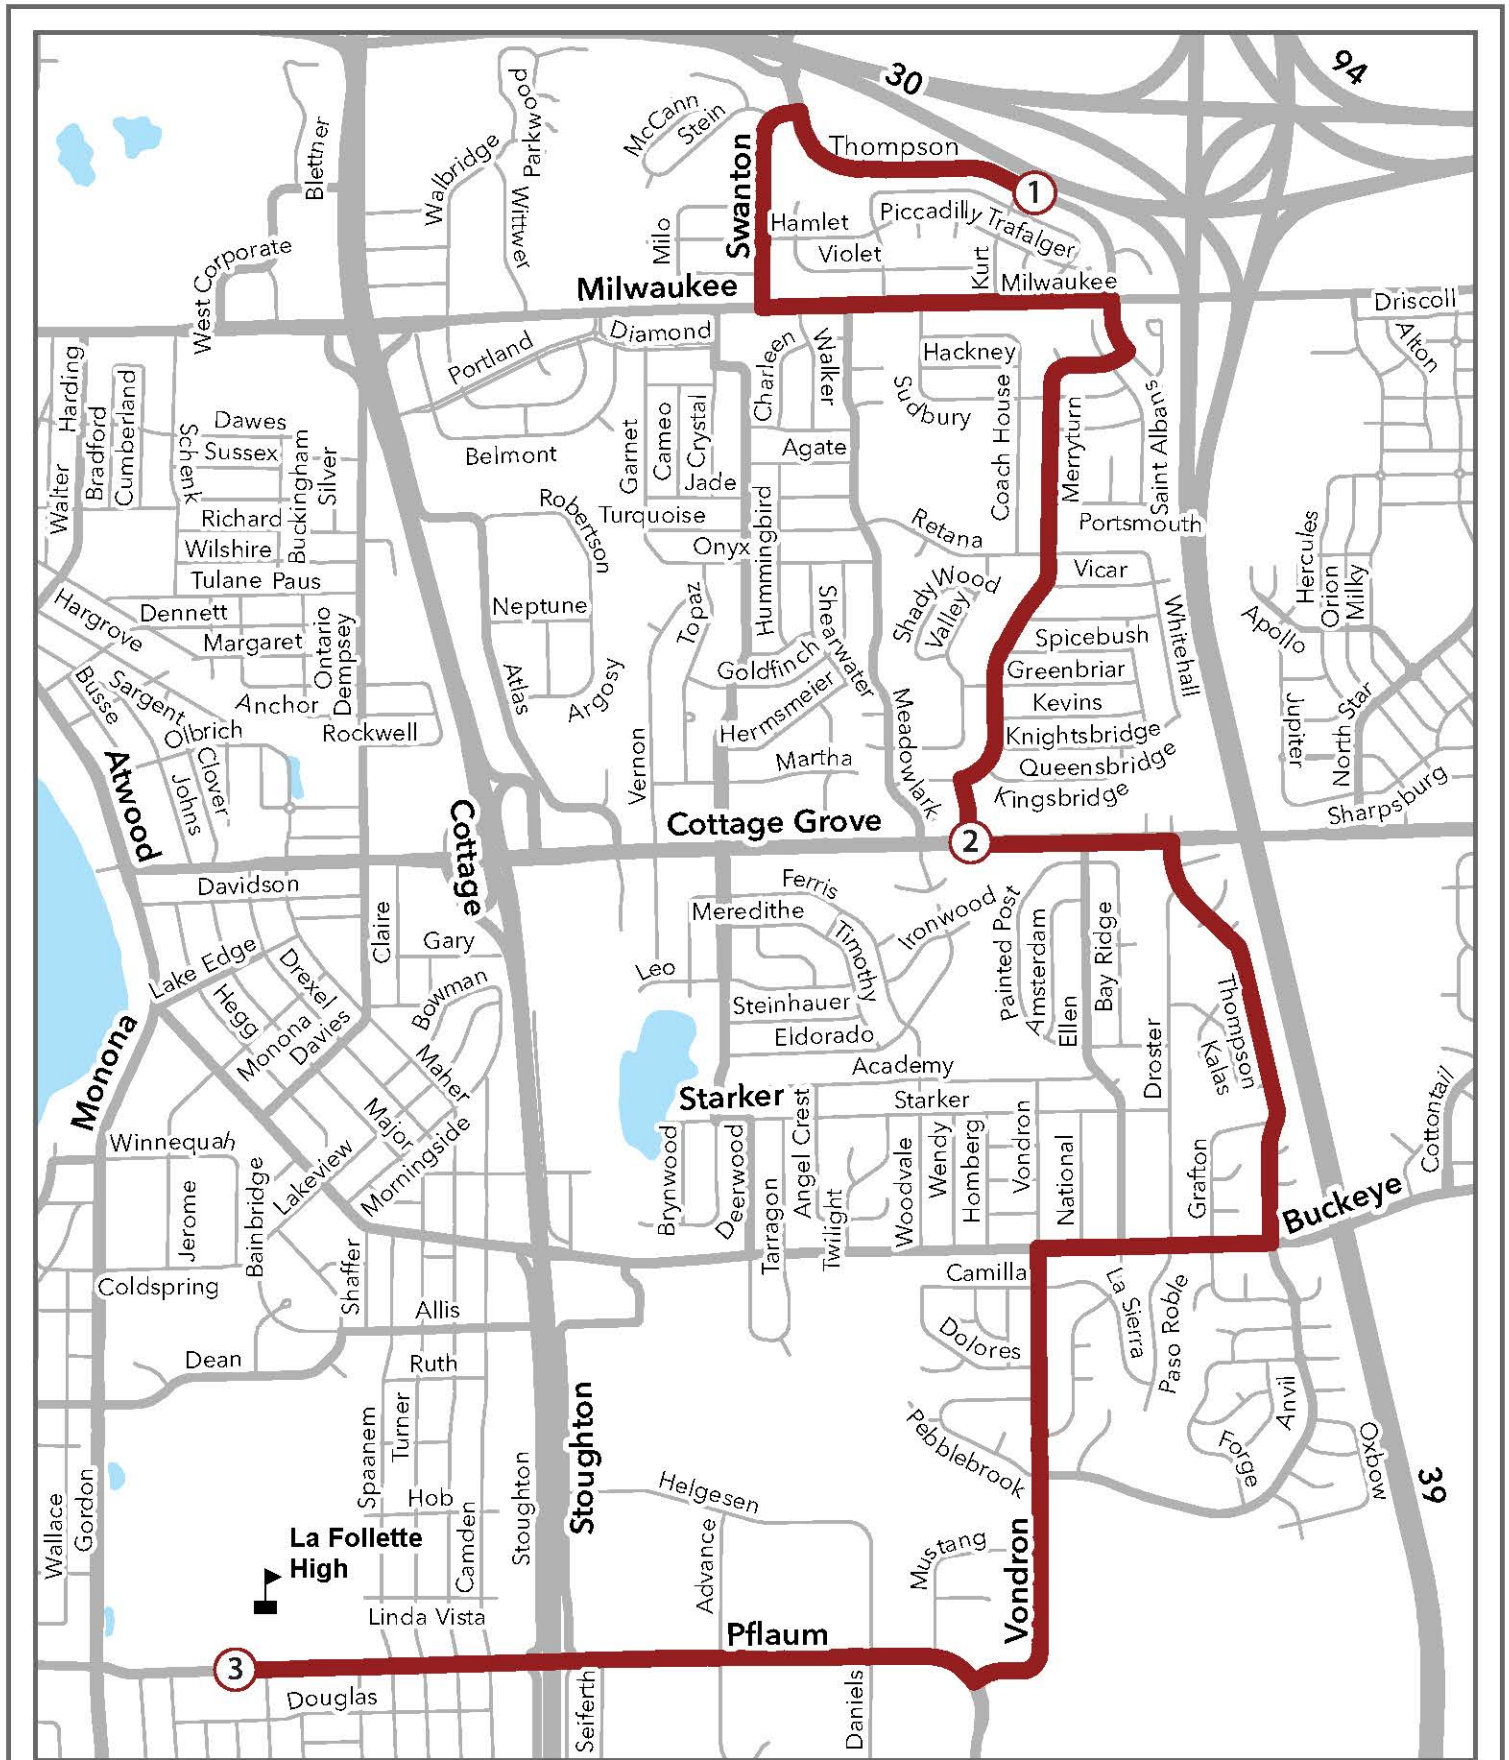 30
94
Blettner
Parkwood
McCann
Stein
Swanton
Thompson
1
Walbridge
Wittwer
Milo
Hamlet
Piccadilly
Trafalger
Violet
Kurt
West Corporate
Milwaukee
Milwaukee
Driscoll
Alton
Diamond
Portland
Charleen
Walker
Hackney
Sudbury
Coach House
Merryturn
Saint Albans
Harding
Walter
Bradford
Cumberland
Schenk
Dawes
Sussex
Buckingham
Silver
Belmont
Garnet
Cameo
Crystal
Jade
Agate
Richard
Wilshire
Tulane
Paus
Robertson
Turquoise
Onyx
Hummingbird
Retana
Portsmouth
Hercules
Orion
Milky
Hargrove
Dennett
Margaret
Ontario
Dempsey
Neptune
Topaz
Shearwater
Shady
Wood
Valley
Vicar
Whitehall
Apollo
Spicebush
Greenbriar
Kevins
Knightsbridge
Queensbridge
Kingsbridge
Busse
Sargent
Anchor
Olbrich
Rockwell
Atlas
Argosy
Goldfinch
Hermsmeier
Martha
Meadowlark
Vernon
Jupiter
North Star
Sharpsburg
Atwood
Johns
Clover
Cottage
Cottage Grove
2
Davidson
Claire
Gary
Ferris
Meredithe
Timothy
Ironwood
Painted Post
Amsterdam
Ellen
Bay Ridge
Lake Edge
Drexel
Hegg
Monona
Davies
Bowman
Leo
Steinhauer
Eldorado
Academy
Droster
Thompson
Kalas
Monona
Maher
Major
Morningside
Lakeview
Starker
Starker
Winnequah
Jerome
Bainbridge
Brynwood
Deerwood
Tarragon
Angel Crest
Twilight
Woodvale
Wendy
Homberg
Vondron
National
Grafton
Cottontail
Buckeye
Coldspring
Shaffer
Allis
Camilla
Dolores
La Sierra
Paso Roble
Dean
Ruth
Turner
Spaanem
Hob
Camden
Stoughton
Stoughton
Pebblebrook
Forge
Anvil
Oxbow
39
Wallace
Gordon
La Follette
High
Linda Vista
Helgesen
Advance
Mustang
Vondron
Pflaum
3
Douglas
Seiferth
Daniels